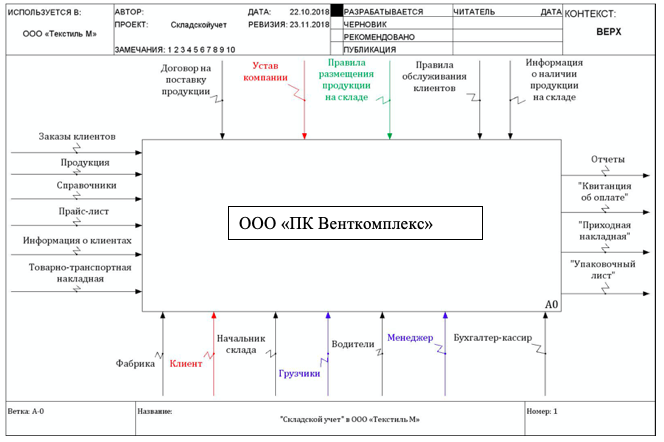 ИСПОЛЬЗУЕТСЯ В:
ООО «Текстиль М»
АВТОР:
ДАТА: 22.10.2018
ПРОЕКТ: Складскойучет
РЕВИЗИЯ: 23.11.2018
ЗАМЕЧАНИЯ: 1 2 3 4 5 6 7 8 9 10
РАЗРАБАТЫВАЕТСЯ
ЧЕРНОВИК
РЕКОМЕНДОВАНО
ПУБЛИКАЦИЯ
ЧИТАТЕЛЬ
ДАТА
КОНТЕКСТ:
ВЕРХ
Договор на
поставку
продукции
Устав
компании
Правила
размещения
продукции
на складе
Правила
обслуживания
клиентов
Информация
о наличии
продукции
на складе
Заказы клиентов
Продукция
Справочники
Прайс-лист
Информация о клиентах
Товарно-транспортная
накладная
ООО «ПК Венткомплекс»
A0
Отчеты
"Квитанция
об оплате"
"Приходная
накладная"
"Упаковочный
лист"
Фабрика
Клиент
Начальник
склада
Грузчики
Водители
Менеджер
Бухгалтер-кассир
Ветка: А-0
Название:
"Складской учет" в ООО «Текстиль М»
Номер: 1